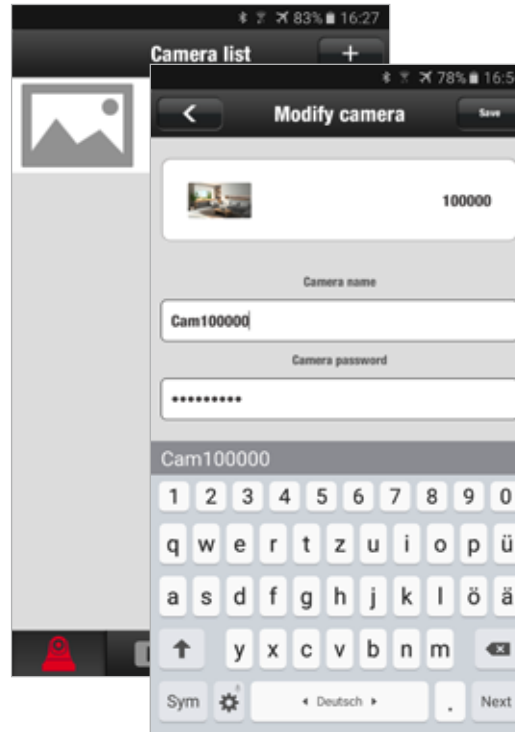 83% 16:27
Camera list +
78% 16:5
< Modify camera Save
100000
Camera name
Cam100000
Camera password
•••••••••
Cam100000
1 2 3 4 5 6 7 8 9 0
q w e r t z u i o p ü
a s d f g h j k l ö ä
y x c v b n m
Sym Deutsch . Next